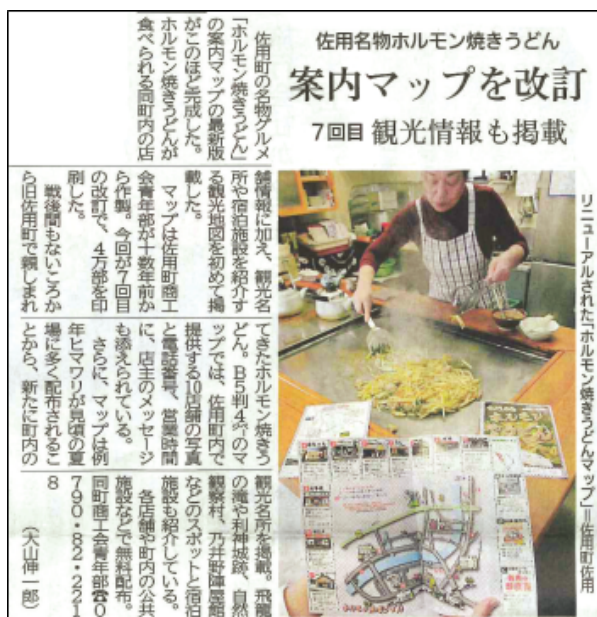 佐用名物ホルモン焼きうどん
案内マップを改訂
7回目 観光情報も掲載
佐用町の名物グルメ
「ホルモン焼きうどん」
の案内マップの最新版
がこのほど完成した。
ホルモン焼きうどんが
食べられる同町内の店
舗情報に加え、観光名
所や宿泊施設を紹介す
る観光地図を初めて掲
載した。
マップは佐用町商工
会青年部が十数年前か
ら作製。今回が7回目
の改訂で、4万部を印
刷した。
戦後間もないころか
ら旧佐用町で親しまれ
てきたホルモン焼きう
どん。B5判4㌻のマ
ップでは、佐用町内で
提供する10店舗の写真
と電話番号、営業時間
に、店主のメッセージ
も添えられている。
さらに、マップは例
年ヒマワリが見頃の夏
場に多く配布されるこ
とから、新たに町内の
観光名所を掲載。飛龍
の滝や利神城跡、自然
観察村、乃井野陣屋館
などのスポットと宿泊
施設も紹介している。
各店舗や町内の公共
施設などで無料配布。
同町商工会青年部☎0
790・82・221
8
(大山伸一郎)
リニューアルされた「ホルモン焼きうどんマップ」=佐用町佐用